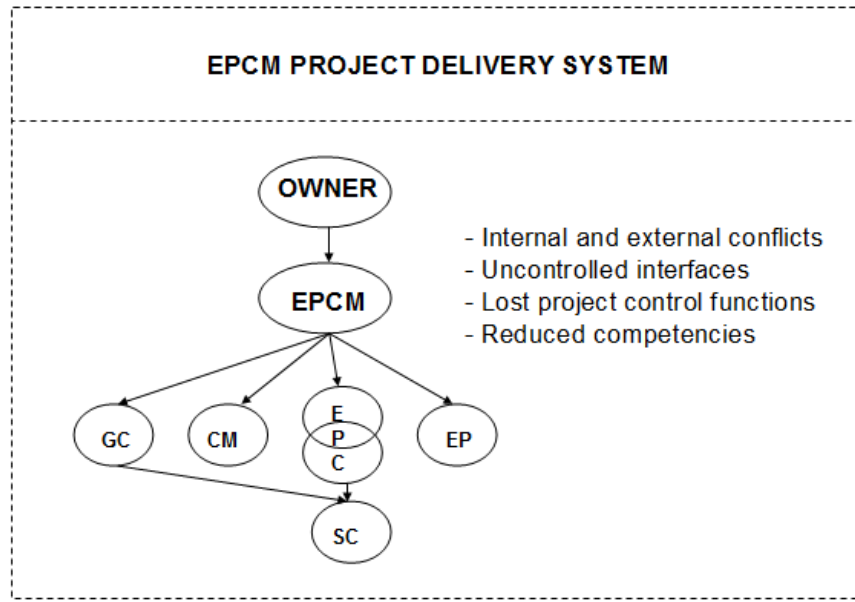 EPCM PROJECT DELIVERY SYSTEM
OWNER
- Internal and external conflicts
- Uncontrolled interfaces
- Lost project control functions
- Reduced competencies
EPCM
GC
CM
E
P
C
EP
SC